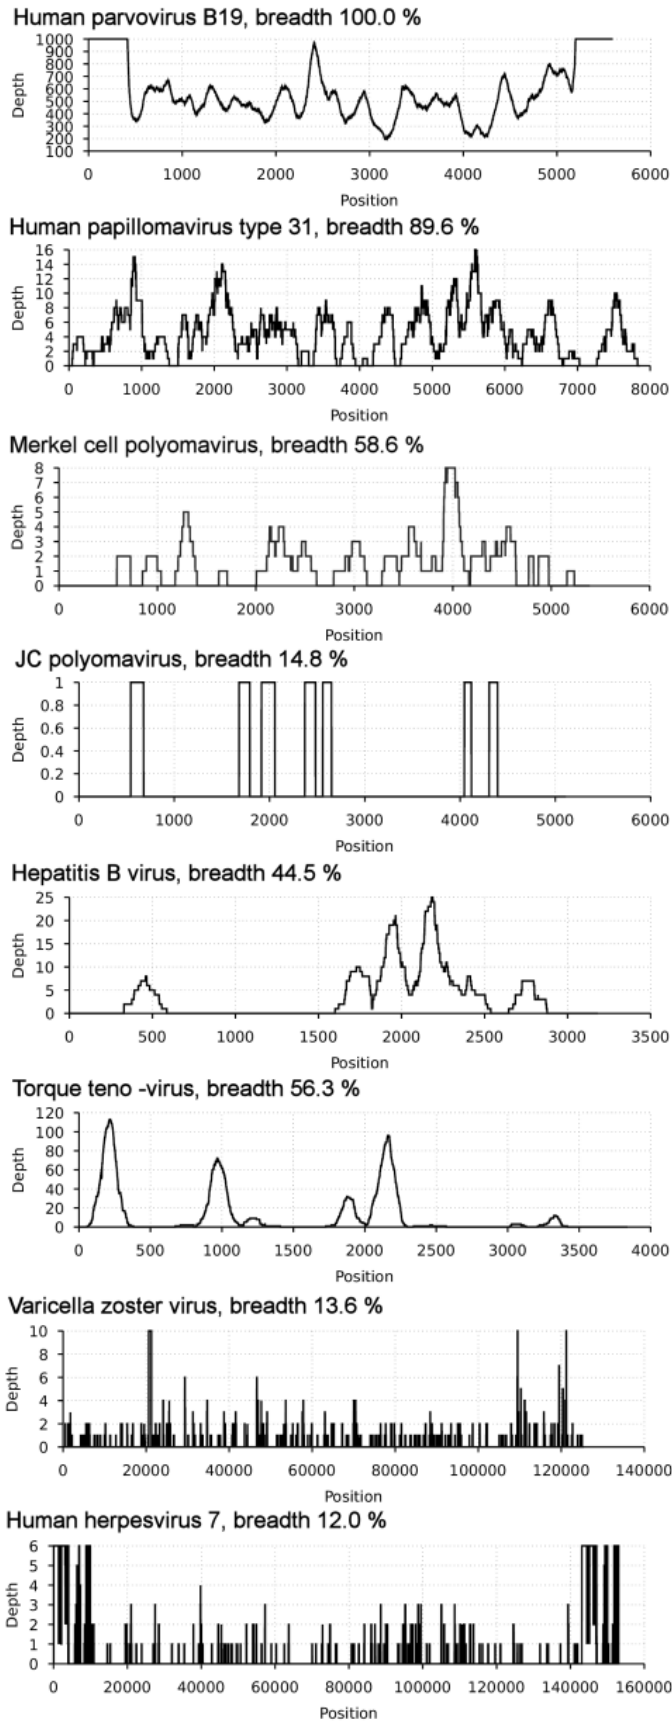 Human parvovirus B19, breadth 100.0 %
1000
900
800
700
600
500
400
300
200
100
Depth
0 1000 2000 3000 4000 5000 6000
Position
Human papillomavirus type 31, breadth 89.6 %
16
14
12
10
8
6
4
2
0
Depth
0 1000 2000 3000 4000 5000 6000 7000 8000
Position
Merkel cell polyomavirus, breadth 58.6 %
8
7
6
5
4
3
2
1
0
Depth
0 1000 2000 3000 4000 5000 6000
Position
JC polyomavirus, breadth 14.8 %
1
0.8
0.6
0.4
0.2
0
Depth
0 1000 2000 3000 4000 5000 6000
Position
Hepatitis B virus, breadth 44.5 %
25
20
15
10
5
0
Depth
0 500 1000 1500 2000 2500 3000 3500
Position
Torque teno -virus, breadth 56.3 %
120
100
80
60
40
20
0
Depth
0 500 1000 1500 2000 2500 3000 3500 4000
Position
Varicella zoster virus, breadth 13.6 %
10
8
6
4
2
0
Depth
0 20000 40000 60000 80000 100000 120000 140000
Position
Human herpesvirus 7, breadth 12.0 %
6
5
4
3
2
1
0
Depth
0 20000 40000 60000 80000 100000 120000 140000 160000
Position